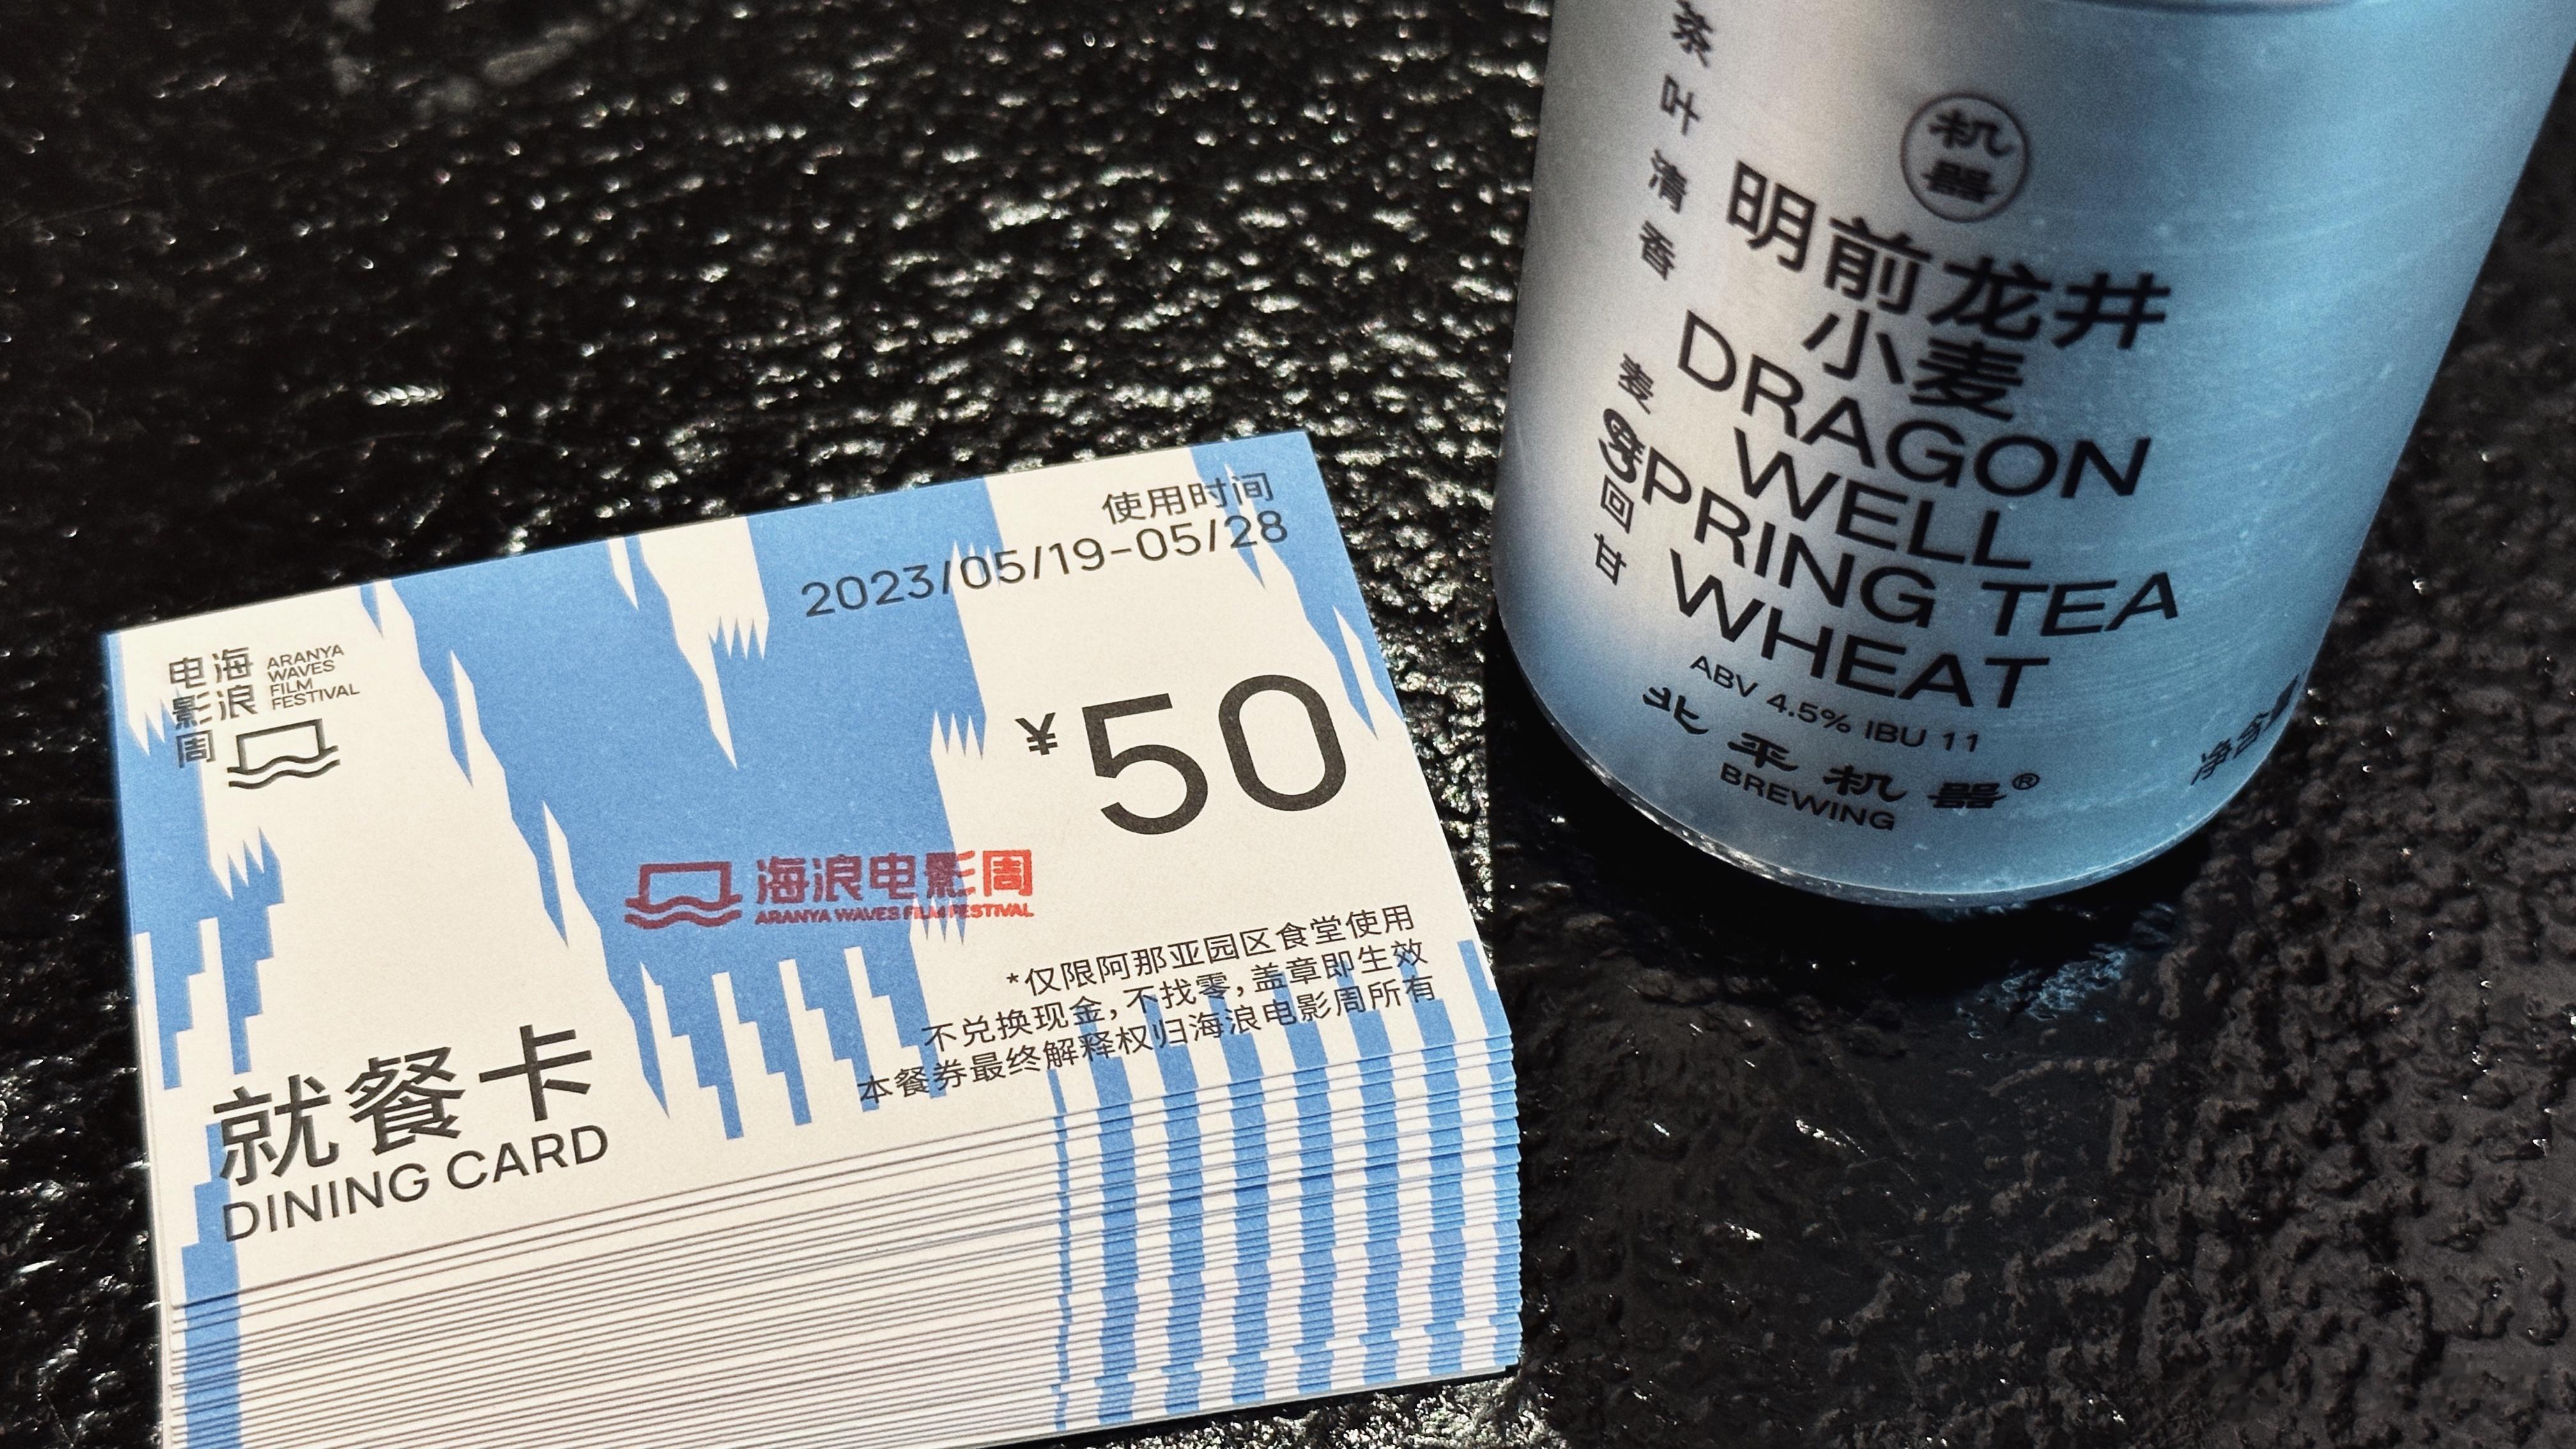 使用时间
2023/05/19-05/28
海浪
电影
周
ARANYA
WAVES
FILM
FESTIVAL
¥50
海浪电影周
ARANYA WAVES FILM FESTIVAL
*仅限阿那亚园区食堂使用
不兑换现金，不找零，盖章即生效
本餐券最终解释权归海浪电影周所有
就餐卡
DINING CARD
茶叶清香
机器
明前龙井
小麦
DRAGON
WELL
SPRING TEA
WHEAT
ABV 4.5% IBU 11
北平机器®
BREWING
净含量